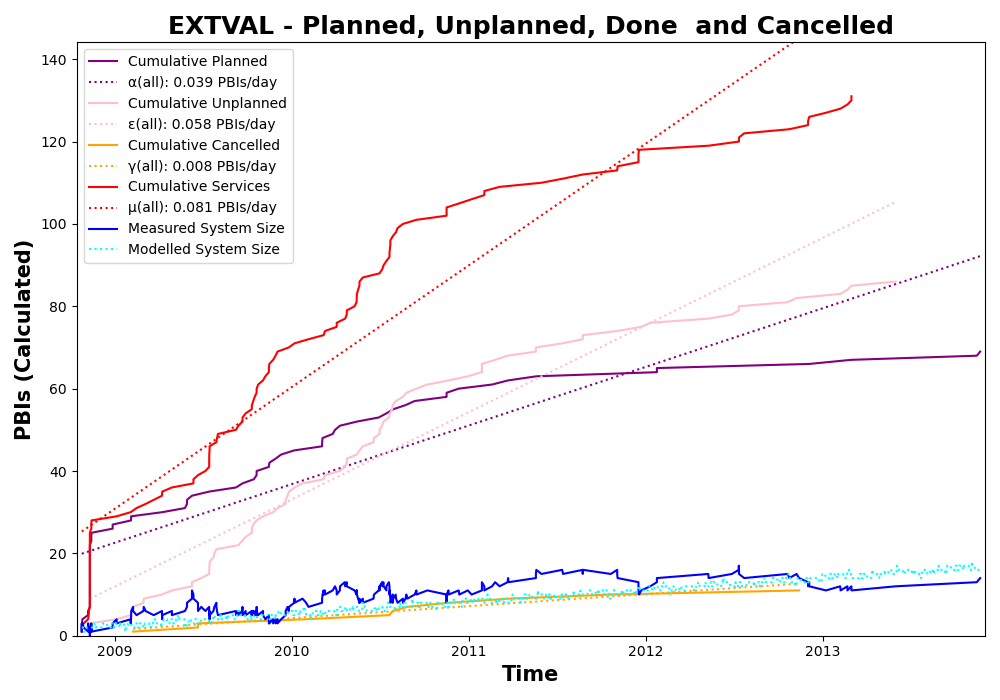 EXTVAL - Planned, Unplanned, Done  and Cancelled
PBIs (Calculated)
140
120
100
80
60
40
20
0
Cumulative Planned
α(all): 0.039 PBIs/day
Cumulative Unplanned
ε(all): 0.058 PBIs/day
Cumulative Cancelled
γ(all): 0.008 PBIs/day
Cumulative Services
μ(all): 0.081 PBIs/day
Measured System Size
Modelled System Size
2009 2010 2011 2012 2013
Time